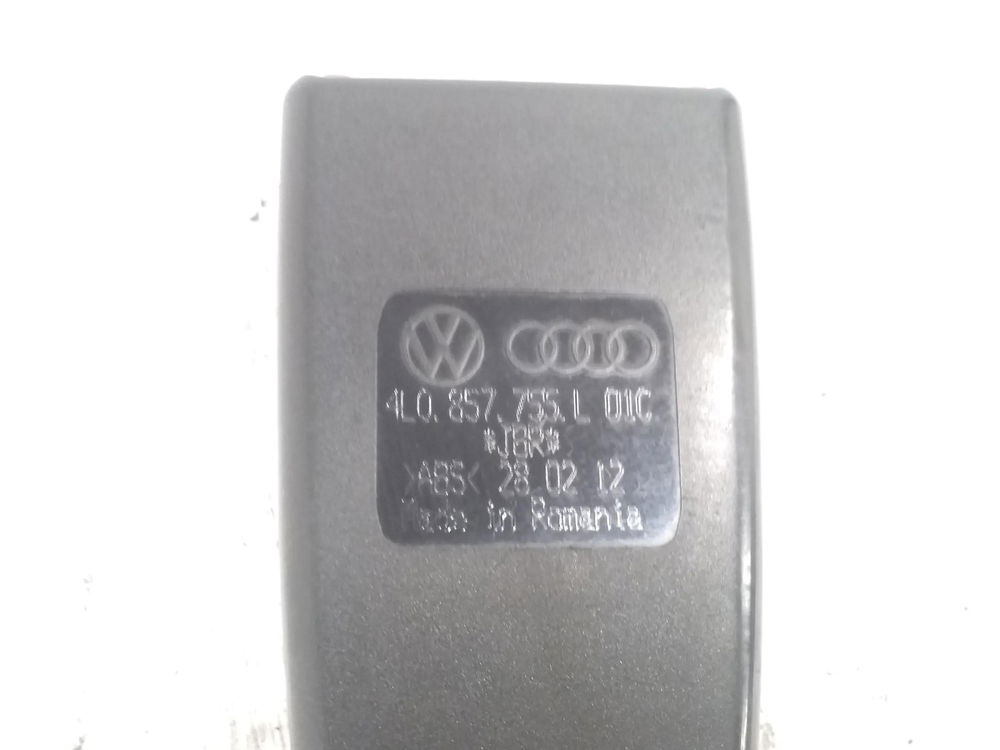 4L0.857.755.L 01C
*JBR*
>ABS< 28 02 12
Made in Romania